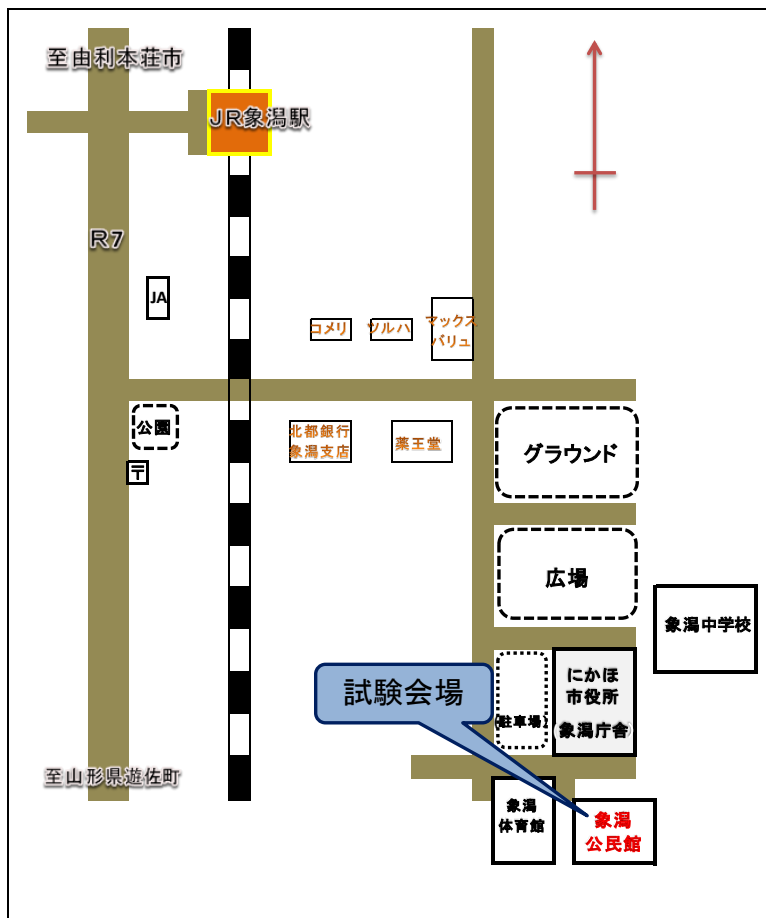 至由利本荘市
JR象潟駅
R7
JA
コメリ
ツルハ
マックス
バリュ
公園
〒
北都銀行
象潟支店
薬王堂
グラウンド
広場
象潟中学校
試験会場
(駐車場)
にかほ
市役所
(象潟庁舎)
至山形県遊佐町
象潟
体育館
象潟
公民館